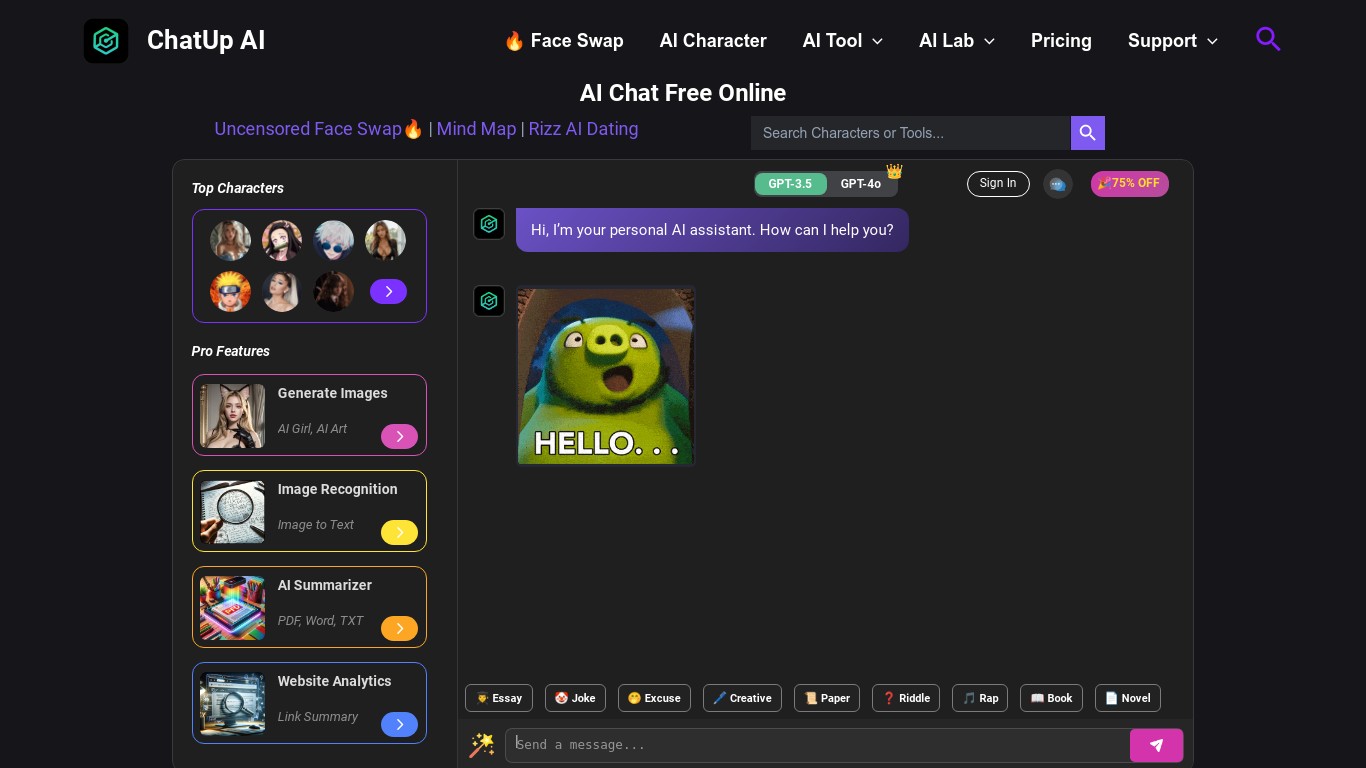 ChatUp AI
🔥 Face Swap
AI Character
AI Tool
AI Lab
Pricing
Support
AI Chat Free Online
Uncensored Face Swap🔥 | Mind Map | Rizz AI Dating
Search Characters or Tools...
Top Characters
GPT-3.5
GPT-4o
Sign In
🎉75% OFF
Hi, I’m your personal AI assistant. How can I help you?
HELLO. . .
Pro Features
Generate Images
AI Girl, AI Art
Image Recognition
Image to Text
AI Summarizer
PDF, Word, TXT
Website Analytics
Link Summary
Essay
Joke
Excuse
Creative
Paper
Riddle
Rap
Book
Novel
Send a message...